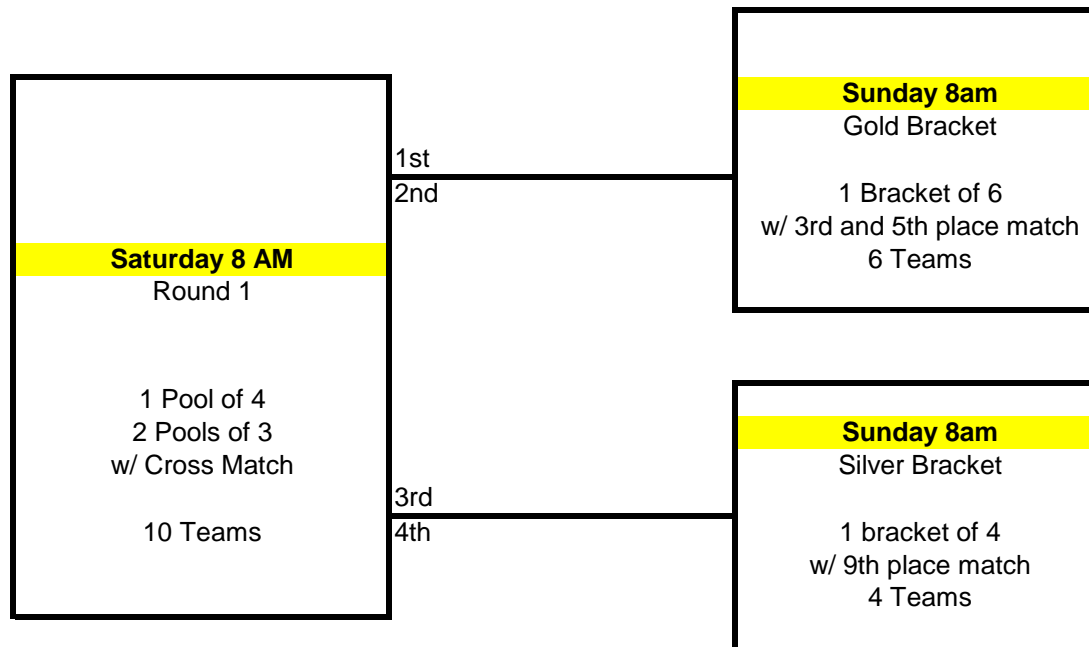 Saturday 8 AM
Round 1
1 Pool of 4
2 Pools of 3
w/ Cross Match
10 Teams
1st
2nd
3rd
4th
Sunday 8am
Gold Bracket
1 Bracket of 6
w/ 3rd and 5th place match
6 Teams
Sunday 8am
Silver Bracket
1 bracket of 4
w/ 9th place match
4 Teams